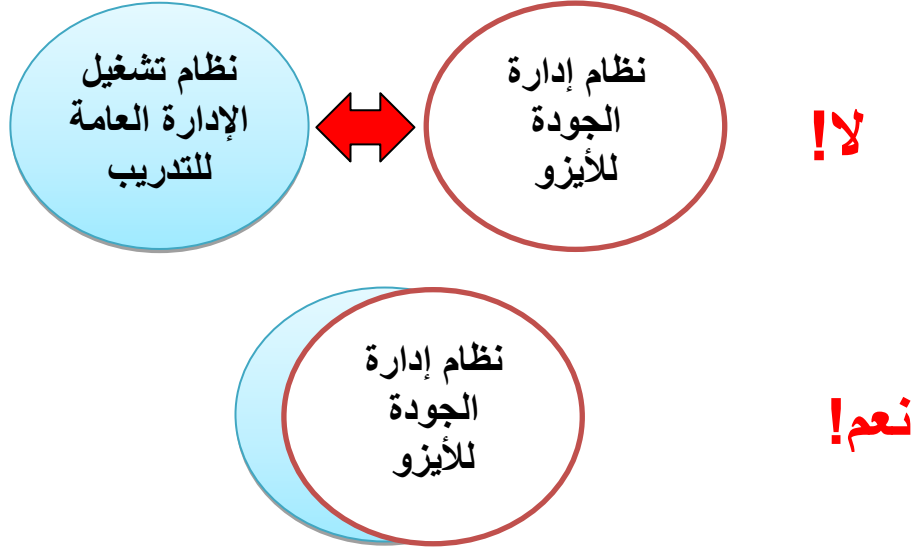 نظام تشغيل
الإدارة العامة
للتدريب
نظام إدارة
الجودة
للأيزو
لا!
نظام إدارة
الجودة
للأيزو
نعم!